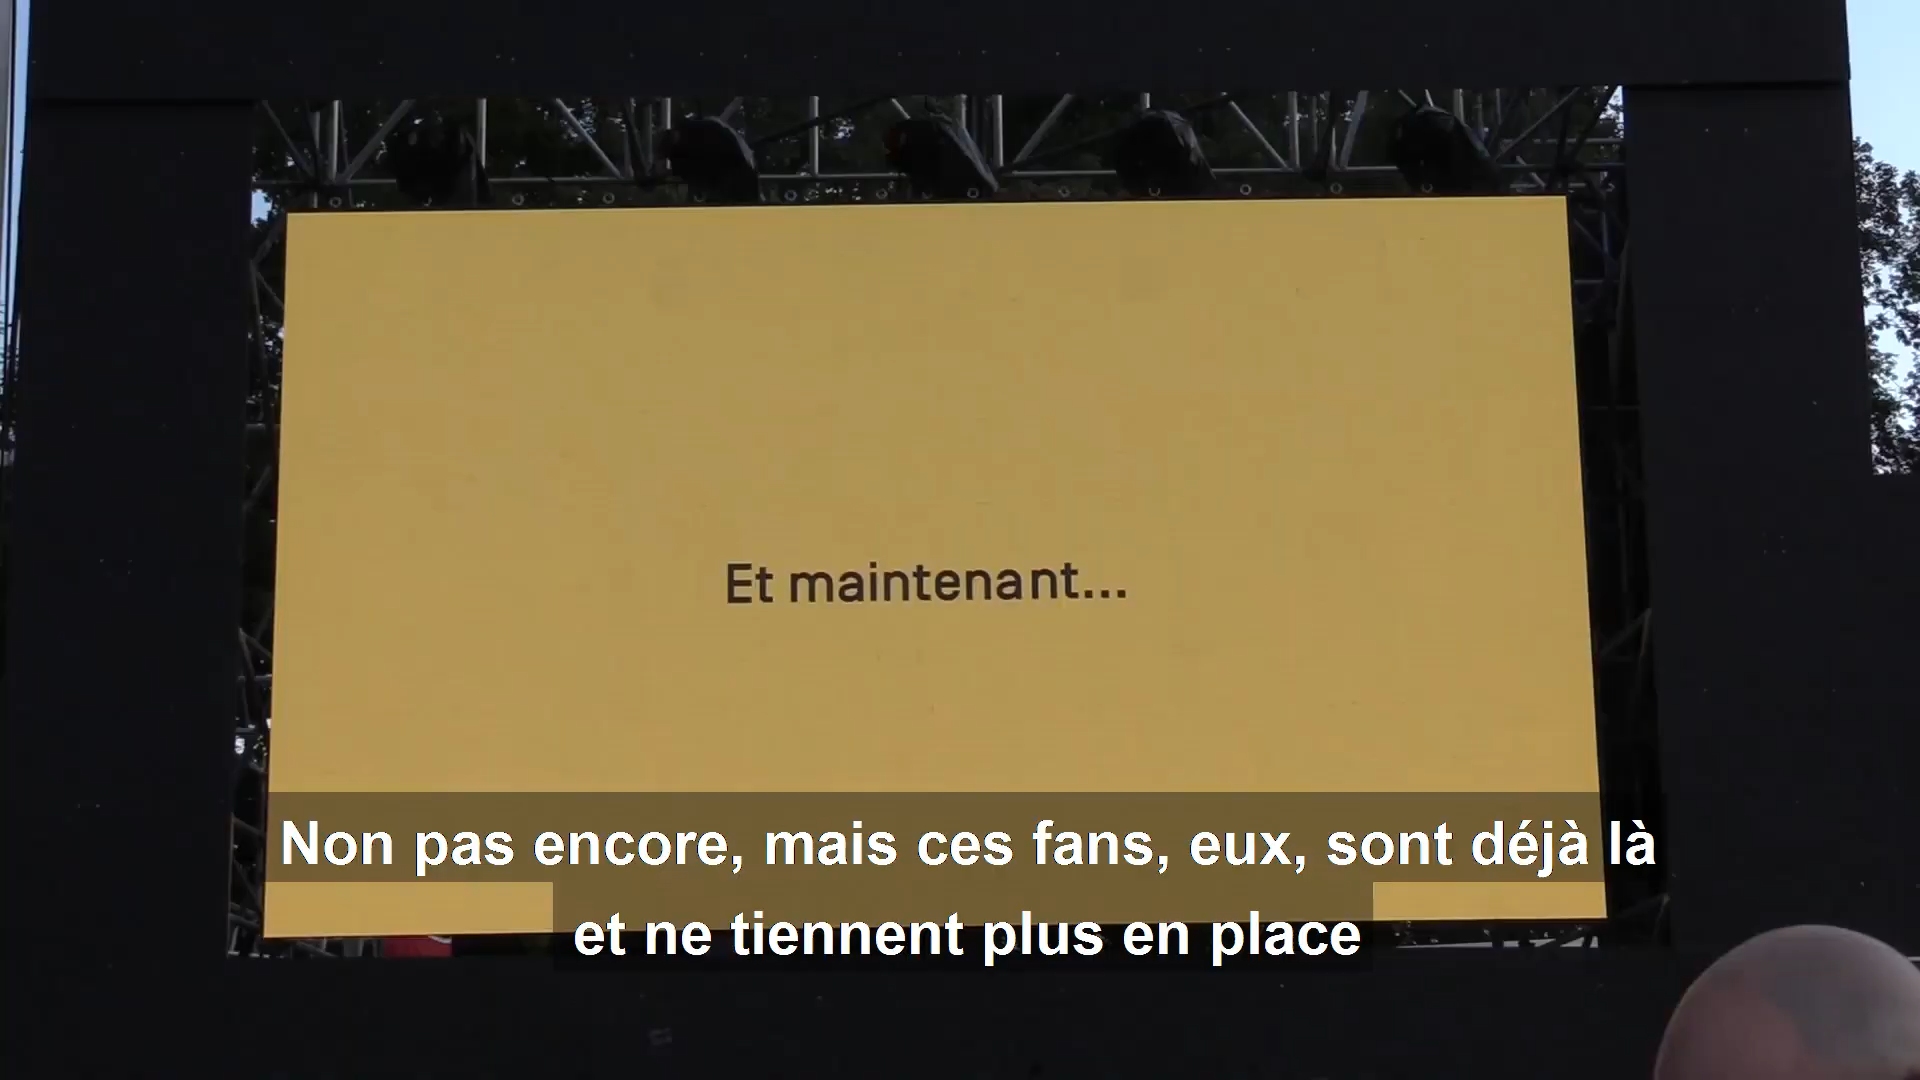 Et maintenant...
Non pas encore, mais ces fans, eux, sont déjà là
et ne tiennent plus en place